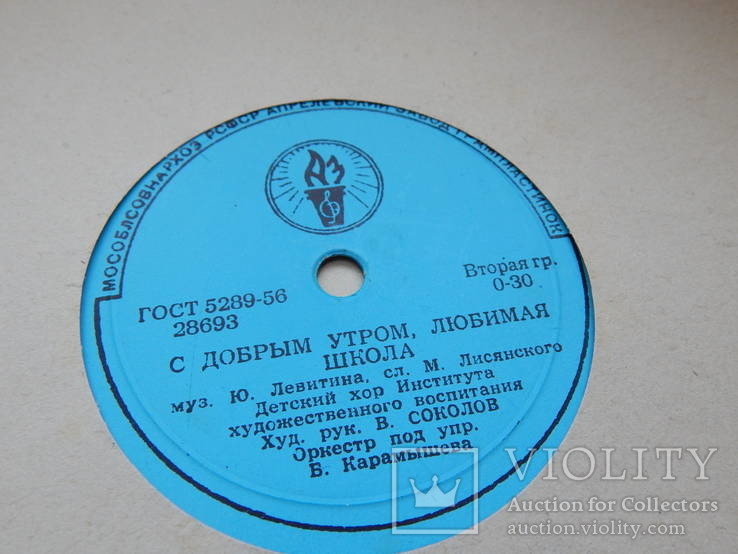 МОСОБЛСОВНАРХОЗ РСФСР АПРЕЛЕВСКИЙ ЗАВОД ГРАМПЛАСТИНОК
АЗ
ГОСТ 5289-56
28693
Вторая гр.
0-30
С ДОБРЫМ УТРОМ, ЛЮБИМАЯ
ШКОЛА
муз. Ю. Левитина, сл. М. Лисянского
Детский хор Института
художественного воспитания
Худ. рук. В. СОКОЛОВ
Оркестр под упр.
Б. Карамышева
VIOLITY
Auction for Collectors
auction.violity.com